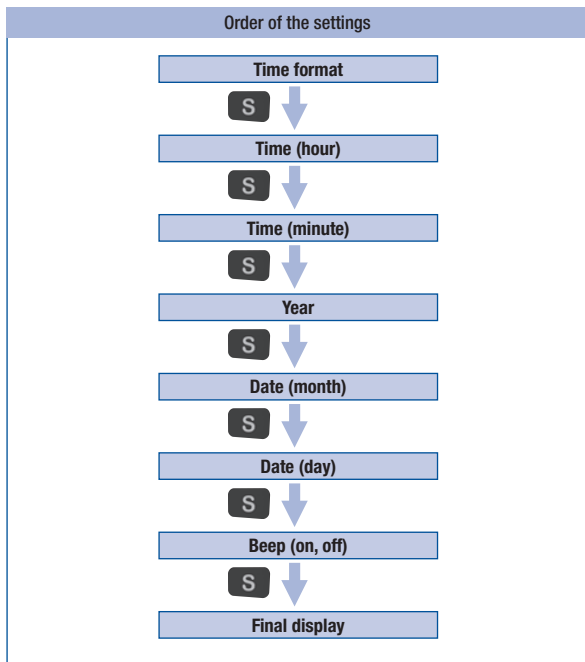 Order of the settings
Time format
S
Time (hour)
S
Time (minute)
S
Year
S
Date (month)
S
Date (day)
S
Beep (on, off)
S
Final display